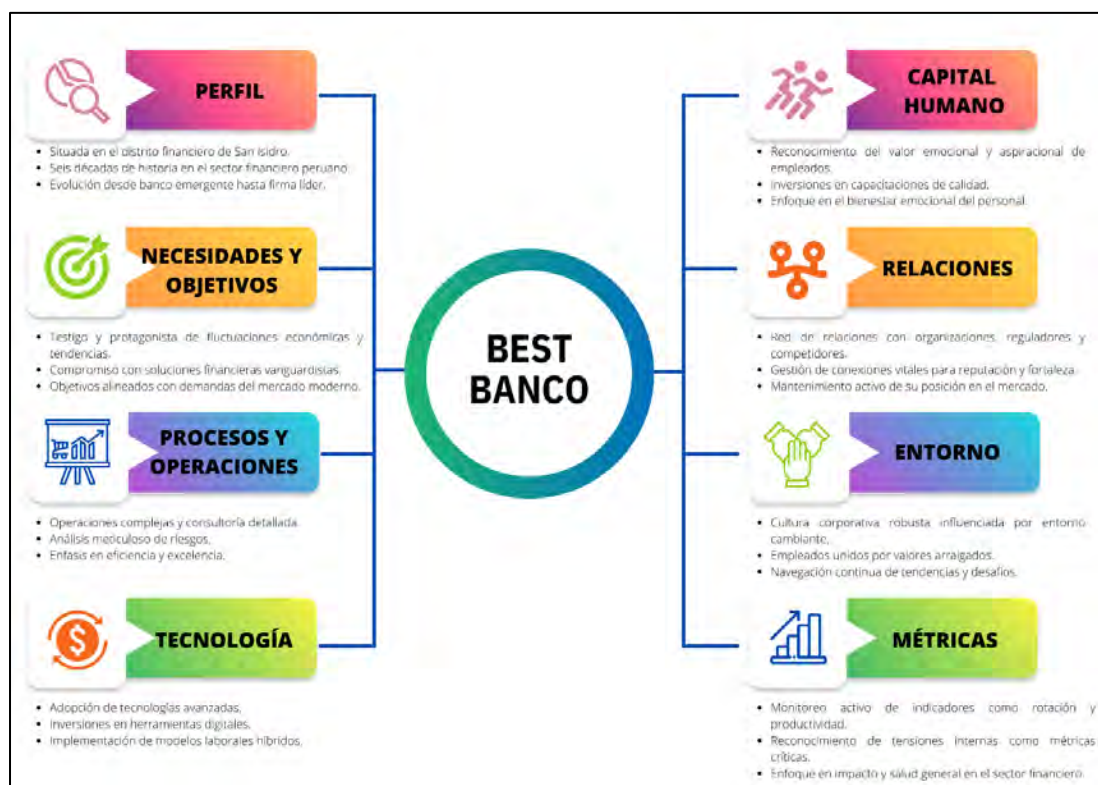 PERFIL
• Situada en el distrito financiero de San Isidro.
• Seis décadas de historia en el sector financiero peruano.
• Evolución desde banco emergente hasta firma líder.
NECESIDADES Y
OBJETIVOS
• Testigo y protagonista de fluctuaciones económicas y
tendencias.
• Compromiso con soluciones financieras vanguardistas.
• Objetivos alineados con demandas del mercado moderno.
PROCESOS Y
OPERACIONES
• Operaciones complejas y consultoría detallada.
• Análisis meticuloso de riesgos.
• Énfasis en eficiencia y excelencia.
TECNOLOGÍA
• Adopción de tecnologías avanzadas.
• Inversiones en herramientas digitales.
• Implementación de modelos laborales híbridos.
BEST
BANCO
CAPITAL
HUMANO
• Reconocimiento del valor emocional y aspiracional de
empleados.
• Inversiones en capacitaciones de calidad.
• Enfoque en el bienestar emocional del personal.
RELACIONES
• Red de relaciones con organizaciones, reguladores y
competidores.
• Gestión de conexiones vitales para reputación y fortaleza.
• Mantenimiento activo de su posición en el mercado.
ENTORNO
• Cultura corporativa robusta influenciada por entorno
cambiante.
• Empleados unidos por valores arraigados.
• Navegación continua de tendencias y desafíos.
MÉTRICAS
• Monitoreo activo de indicadores como rotación y
productividad.
• Reconocimiento de tensiones internas como métricas
críticas.
• Enfoque en impacto y salud general en el sector financiero.